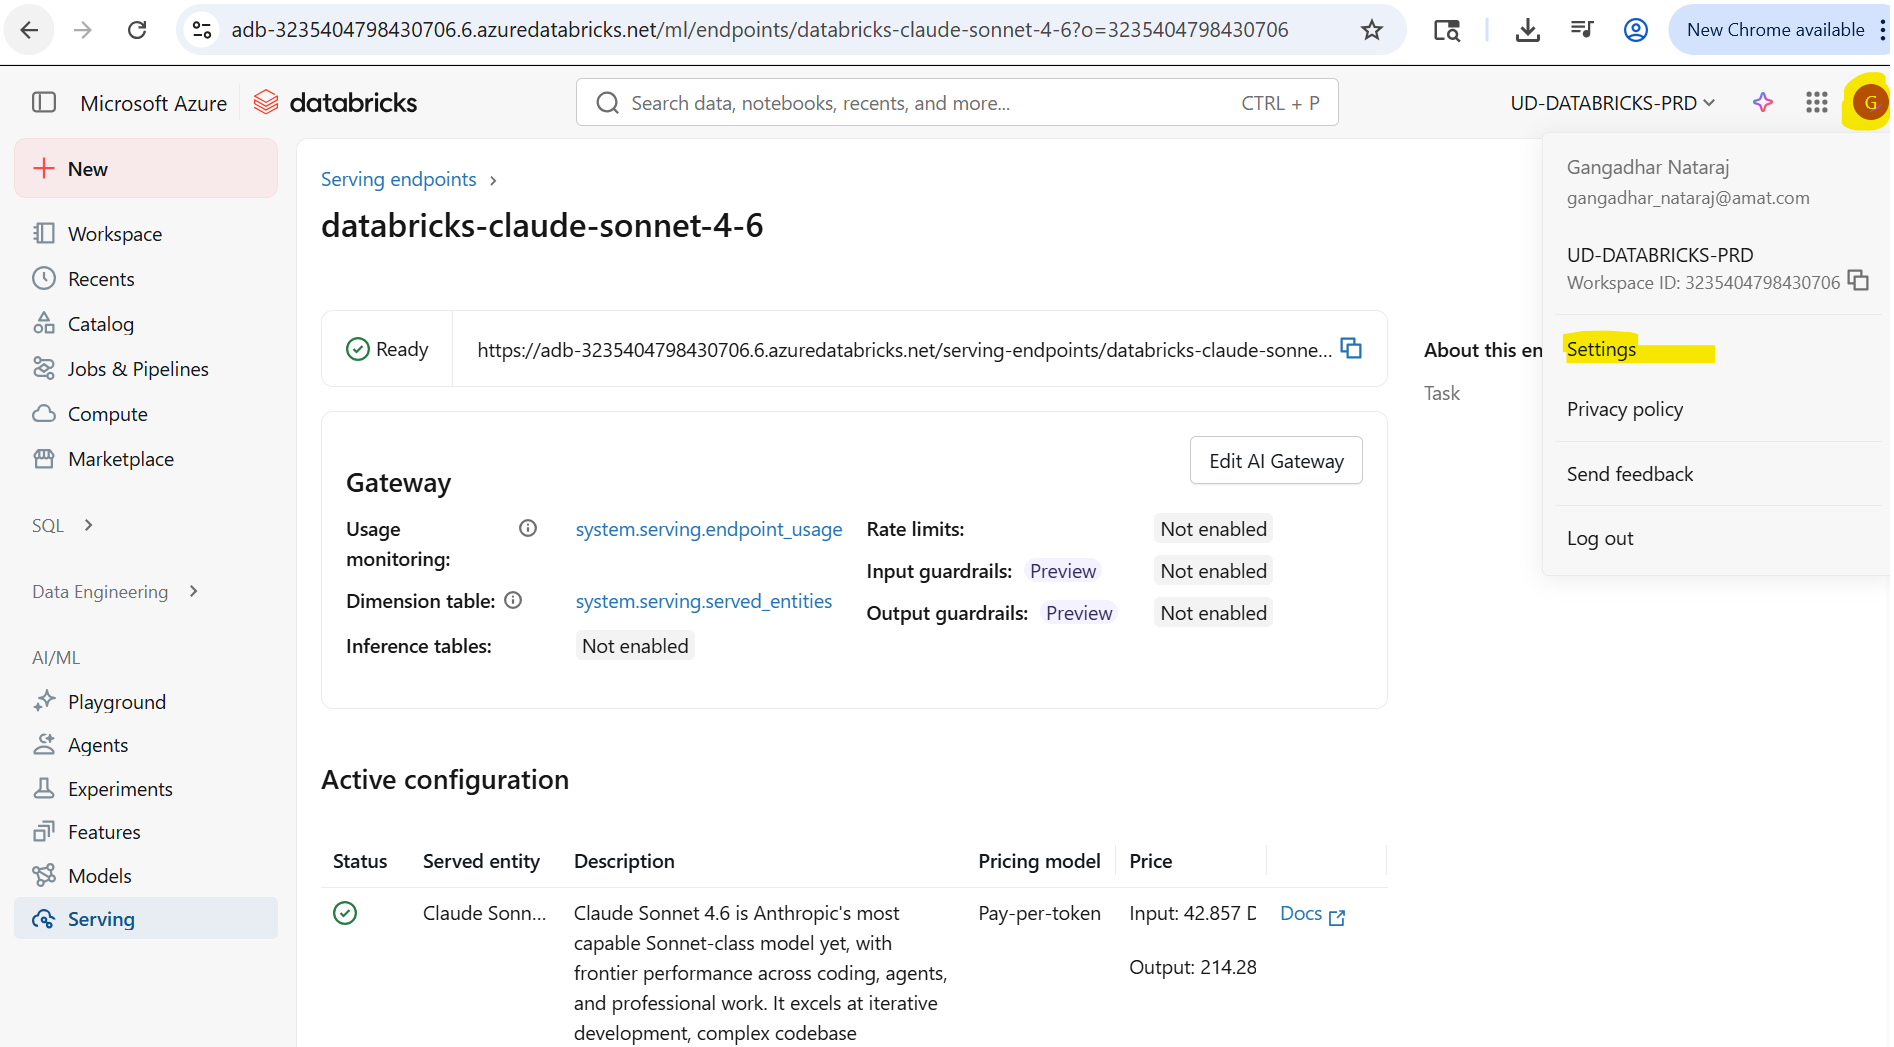 adb-3235404798430706.6.azuredatabricks.net/ml/endpoints/databricks-claude-sonnet-4-6?o=3235404798430706
New Chrome available
Microsoft Azure
databricks
Search data, notebooks, recents, and more...
CTRL + P
UD-DATABRICKS-PRD
G
New
Workspace
Recents
Catalog
Jobs & Pipelines
Compute
Marketplace
SQL
Data Engineering
AI/ML
Playground
Agents
Experiments
Features
Models
Serving
Serving endpoints
databricks-claude-sonnet-4-6
Ready
https://adb-3235404798430706.6.azuredatabricks.net/serving-endpoints/databricks-claude-sonne...
Edit AI Gateway
Gateway
Usage
monitoring:
system.serving.endpoint_usage
Dimension table:
system.serving.served_entities
Inference tables:
Not enabled
Rate limits:
Not enabled
Input guardrails: Preview
Not enabled
Output guardrails: Preview
Not enabled
Active configuration
Status Served entity Description Pricing model Price
Claude Sonn...
Claude Sonnet 4.6 is Anthropic's most
capable Sonnet-class model yet, with
frontier performance across coding, agents,
and professional work. It excels at iterative
development, complex codebase
Pay-per-token
Input: 42.857 D
Output: 214.28
Docs
About this en
Task
Gangadhar Nataraj
gangadhar_nataraj@amat.com
UD-DATABRICKS-PRD
Workspace ID: 3235404798430706
Settings
Privacy policy
Send feedback
Log out